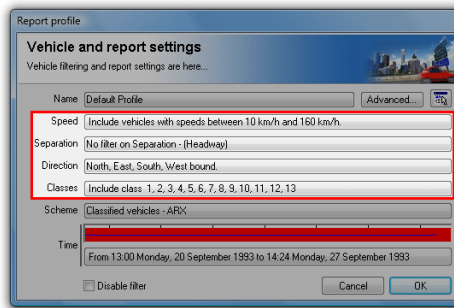 Report profile
Vehicle and report settings
Vehicle filtering and report settings are here...
Name Default Profile Advanced...
Speed Include vehicles with speeds between 10 km/h and 160 km/h.
Separation No filter on Separation - (Headway)
Direction North, East, South, West bound.
Classes Include class 1, 2, 3, 4, 5, 6, 7, 8, 9, 10, 11, 12, 13
Scheme Classified vehicles - ARX
Time
From 13:00 Monday, 20 September 1993 to 14:24 Monday, 27 September 1993
Disable filter Cancel OK